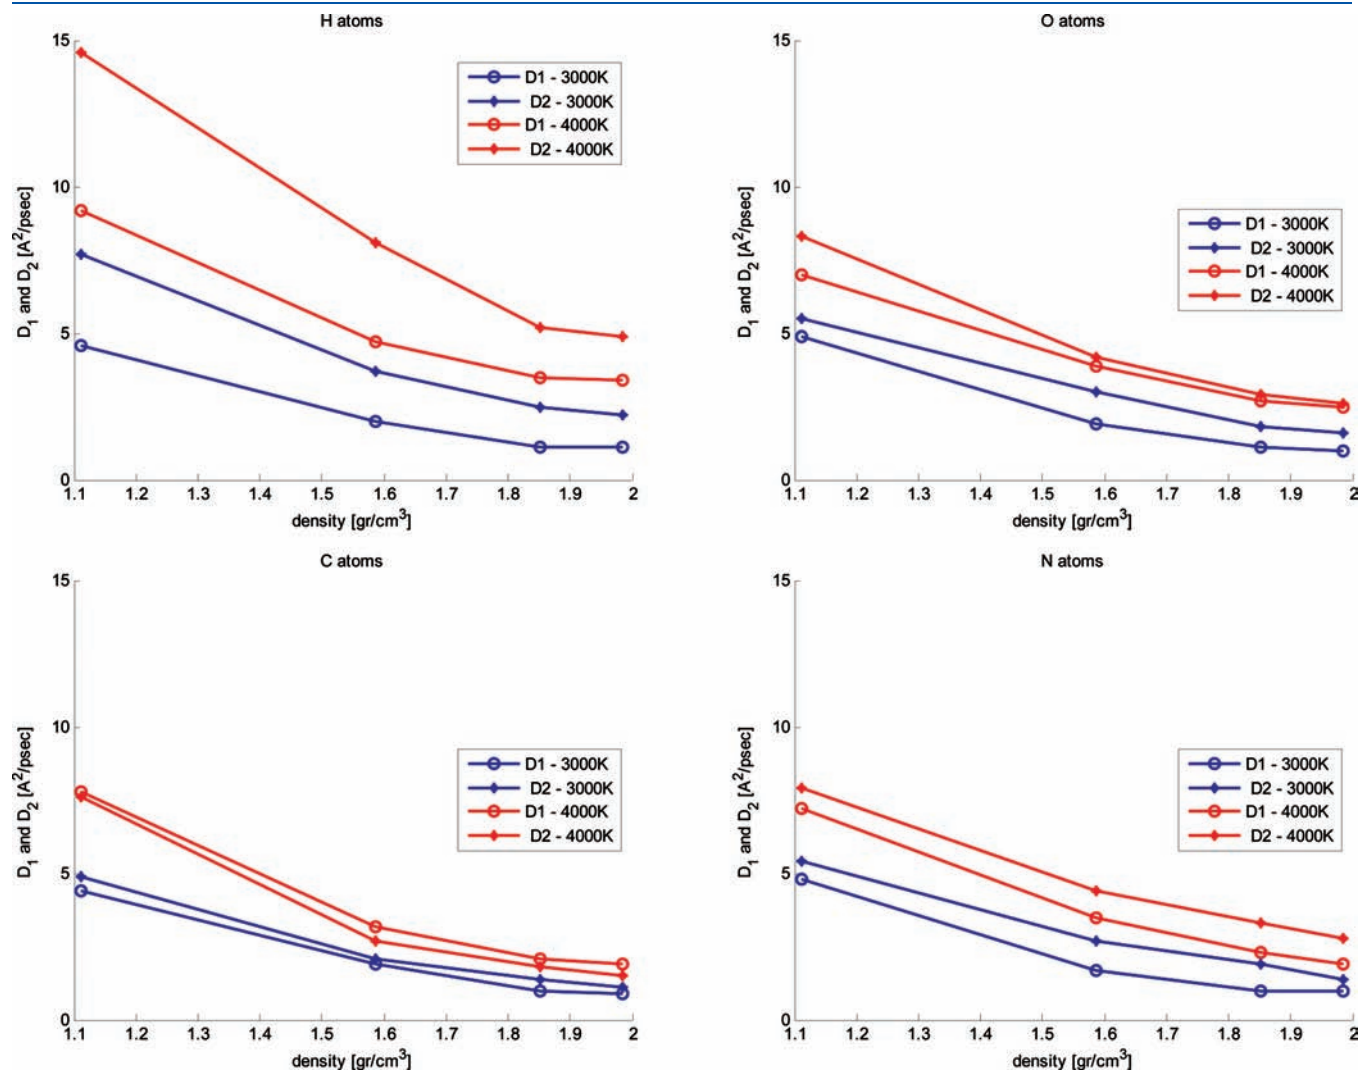 H atoms
15
10
5
0
D1 and D2 [A²/psec]
D1 - 3000K
D2 - 3000K
D1 - 4000K
D2 - 4000K
1.1 1.2 1.3 1.4 1.5 1.6 1.7 1.8 1.9 2
density [gr/cm³]
O atoms
15
10
5
0
D1 and D2 [A²/psec]
D1 - 3000K
D2 - 3000K
D1 - 4000K
D2 - 4000K
1.1 1.2 1.3 1.4 1.5 1.6 1.7 1.8 1.9 2
density [gr/cm³]
C atoms
15
10
5
0
D1 and D2 [A²/psec]
D1 - 3000K
D2 - 3000K
D1 - 4000K
D2 - 4000K
1.1 1.2 1.3 1.4 1.5 1.6 1.7 1.8 1.9 2
density [gr/cm³]
N atoms
15
10
5
0
D1 and D2 [A²/psec]
D1 - 3000K
D2 - 3000K
D1 - 4000K
D2 - 4000K
1.1 1.2 1.3 1.4 1.5 1.6 1.7 1.8 1.9 2
density [gr/cm³]